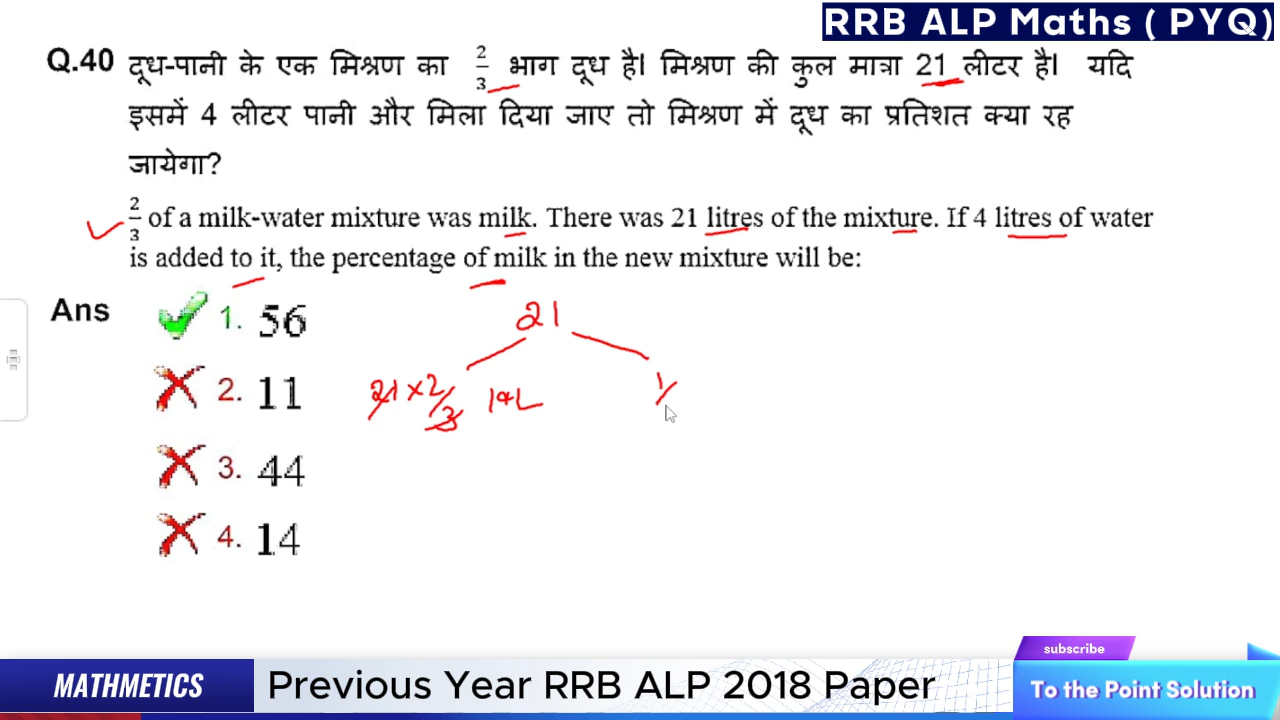 RRB ALP Maths ( PYQ)
Q.40 दूध-पानी के एक मिश्रण का 2/3 भाग दूध है। मिश्रण की कुल मात्रा 21 लीटर है। यदि
इसमें 4 लीटर पानी और मिला दिया जाए तो मिश्रण में दूध का प्रतिशत क्या रह
जायेगा?
2/3 of a milk-water mixture was milk. There was 21 litres of the mixture. If 4 litres of water
is added to it, the percentage of milk in the new mixture will be:
Ans
1. 56
21
2. 11
21 × 2/3 14L 1/
3. 44
4. 14
subscribe
MATHMETICS Previous Year RRB ALP 2018 Paper To the Point Solution